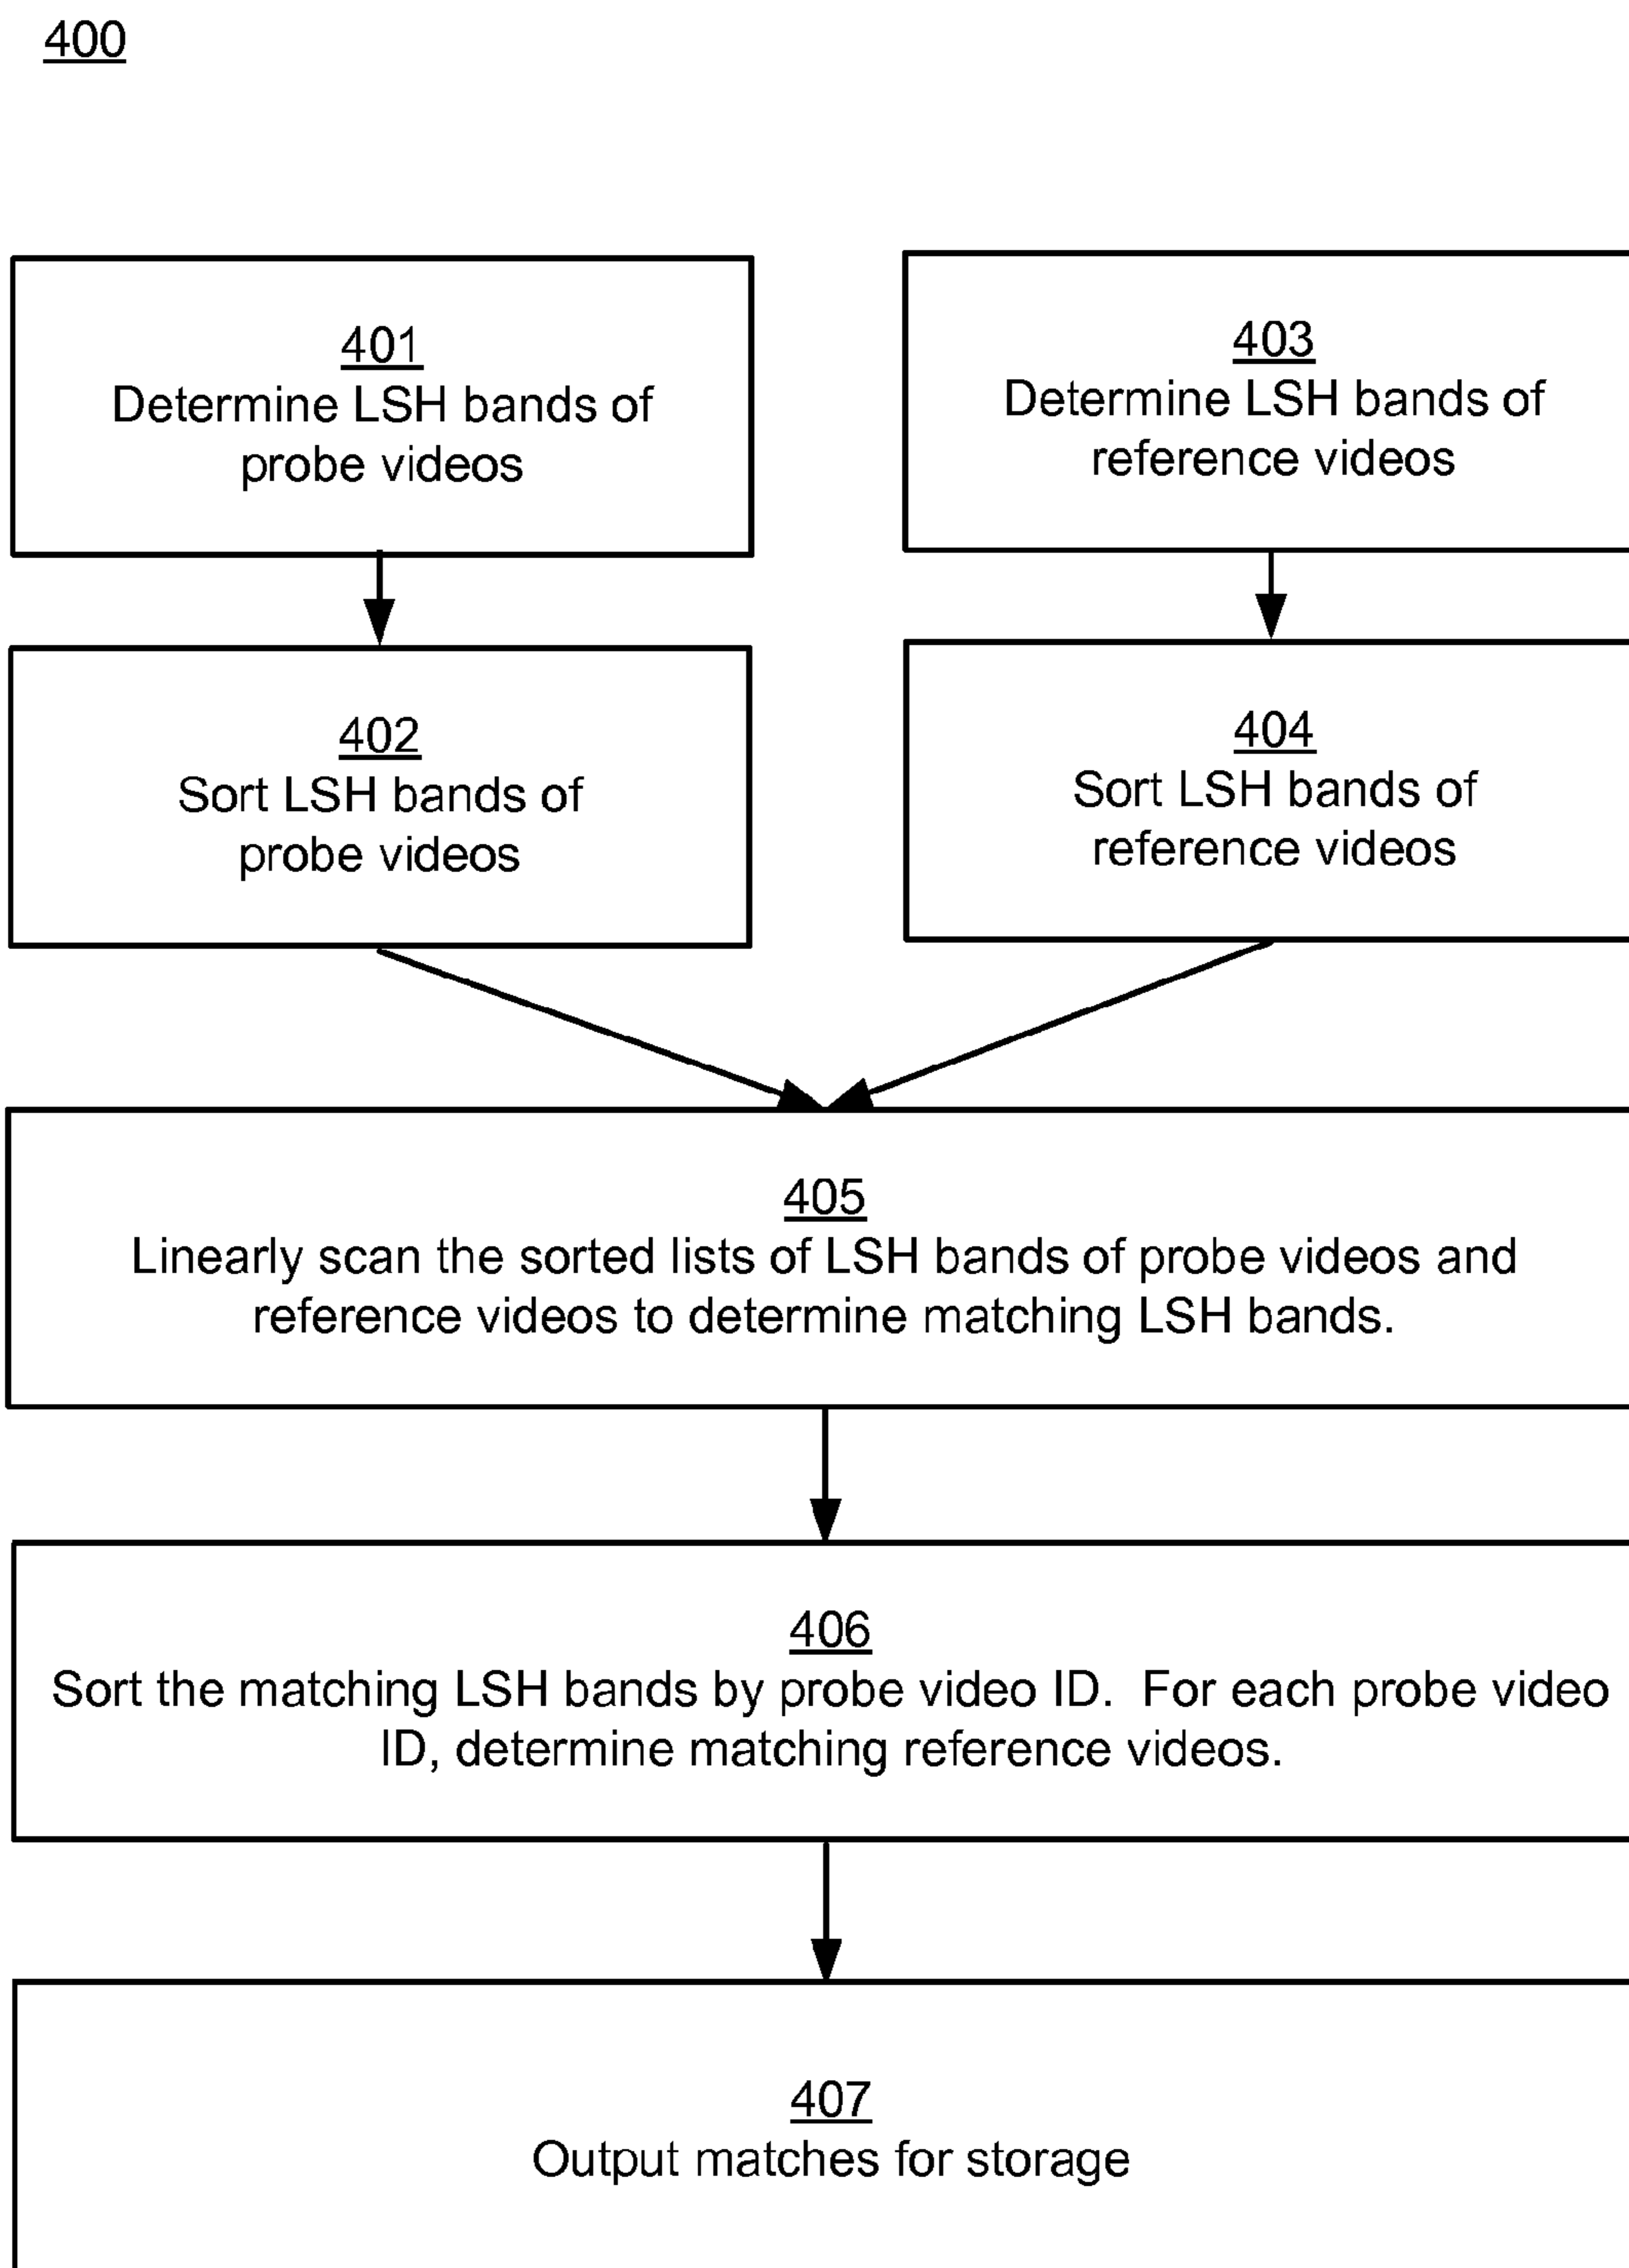 400
401
Determine LSH bands of
probe videos
403
Determine LSH bands of
reference videos
402
Sort LSH bands of
probe videos
404
Sort LSH bands of
reference videos
405
Linearly scan the sorted lists of LSH bands of probe videos and
reference videos to determine matching LSH bands.
406
Sort the matching LSH bands by probe video ID.  For each probe video
ID, determine matching reference videos.
407
Output matches for storage